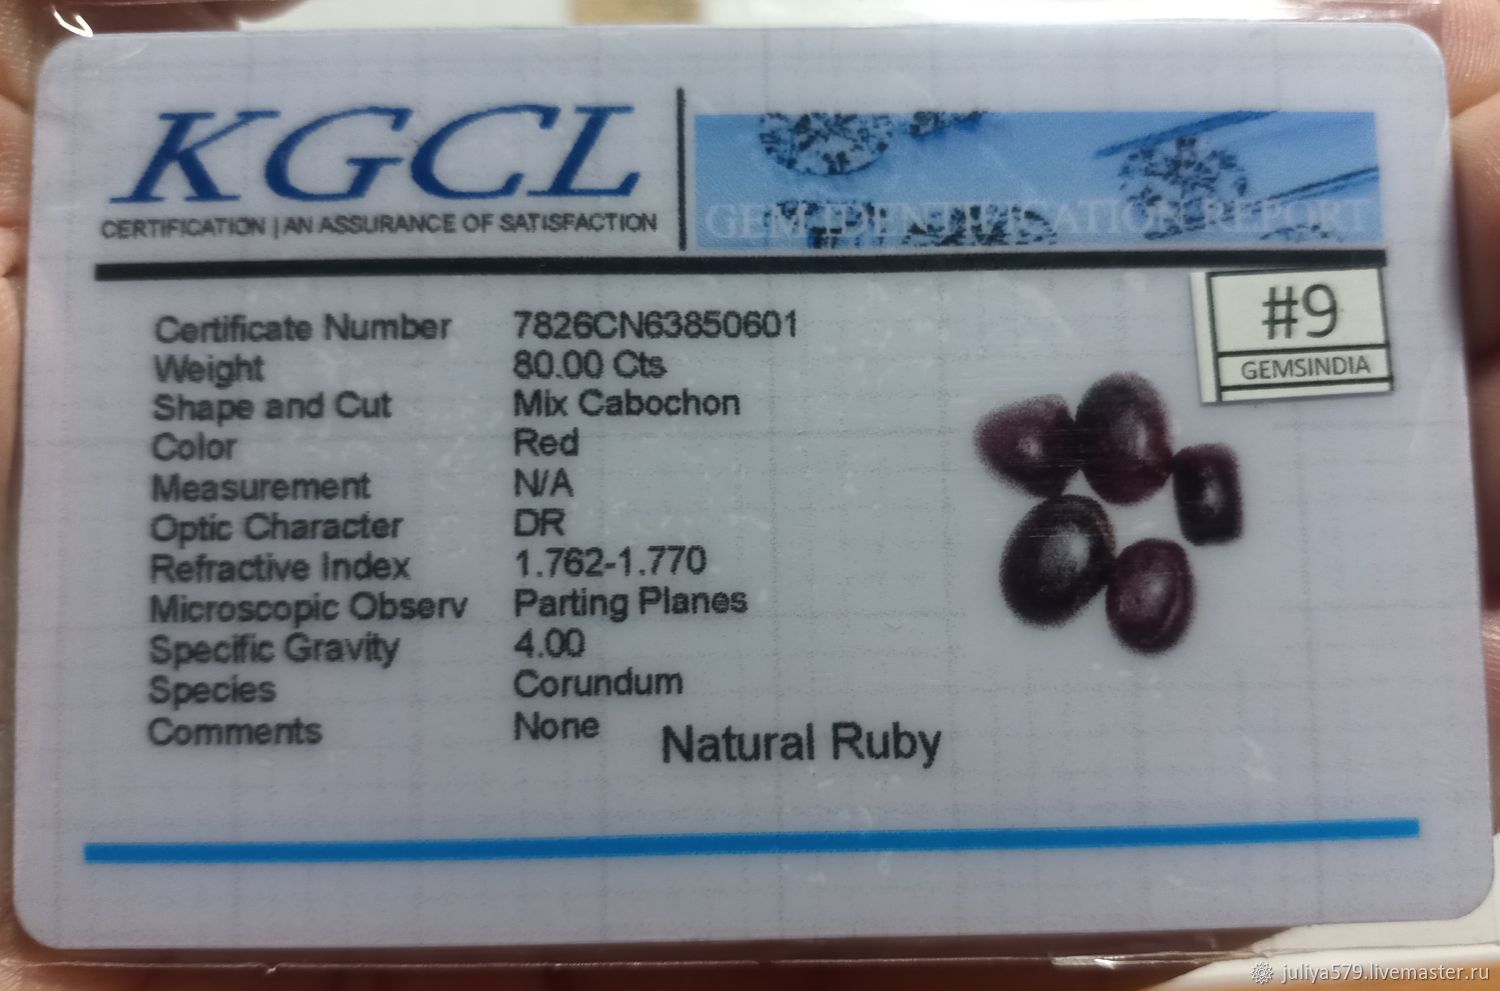 KGCL
CERTIFICATION | AN ASSURANCE OF SATISFACTION
GEM IDENTIFICATION REPORT
#9
GEMSINDIA
Certificate Number 7826CN63850601
Weight 80.00 Cts
Shape and Cut Mix Cabochon
Color Red
Measurement N/A
Optic Character DR
Refractive Index 1.762-1.770
Microscopic Observ Parting Planes
Specific Gravity 4.00
Species Corundum
Comments None
Natural Ruby
juliya579.livemaster.ru